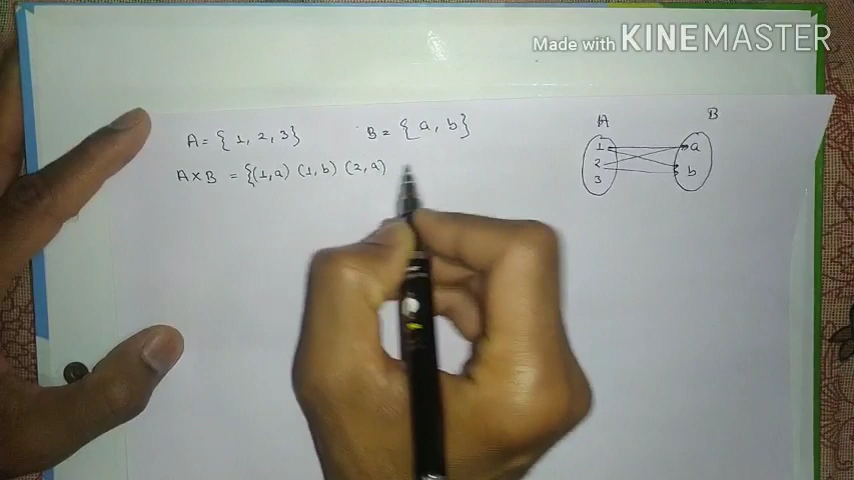 Made with KINEMASTER
A = { 1, 2, 3} B = { a, b}
A B
A × B = {(1, a) (1, b) (2, a)
1 a
2 b
3